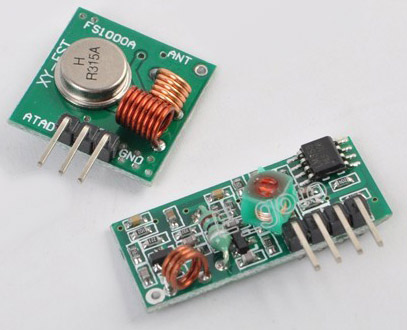 FS1000A
XY-FST
ANT
H
R315A
ATAD
GND